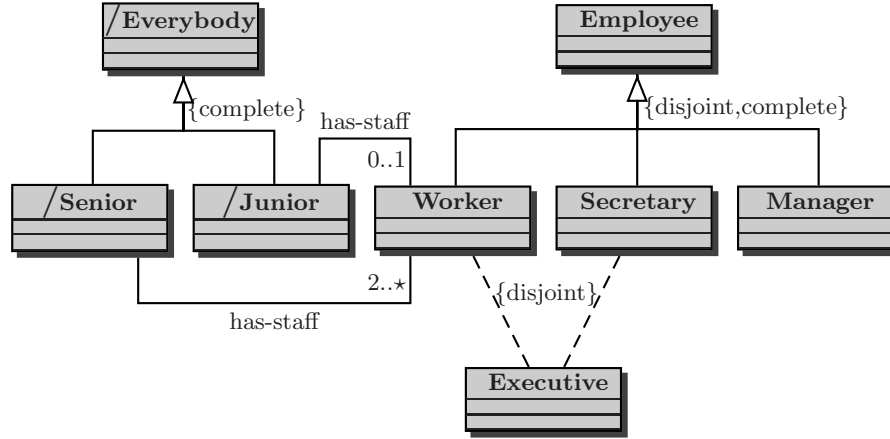 /Everybody
Employee
{complete}
{disjoint,complete}
has-staff
0..1
/Senior
/Junior
Worker
Secretary
Manager
2..⋆
{disjoint}
has-staff
Executive